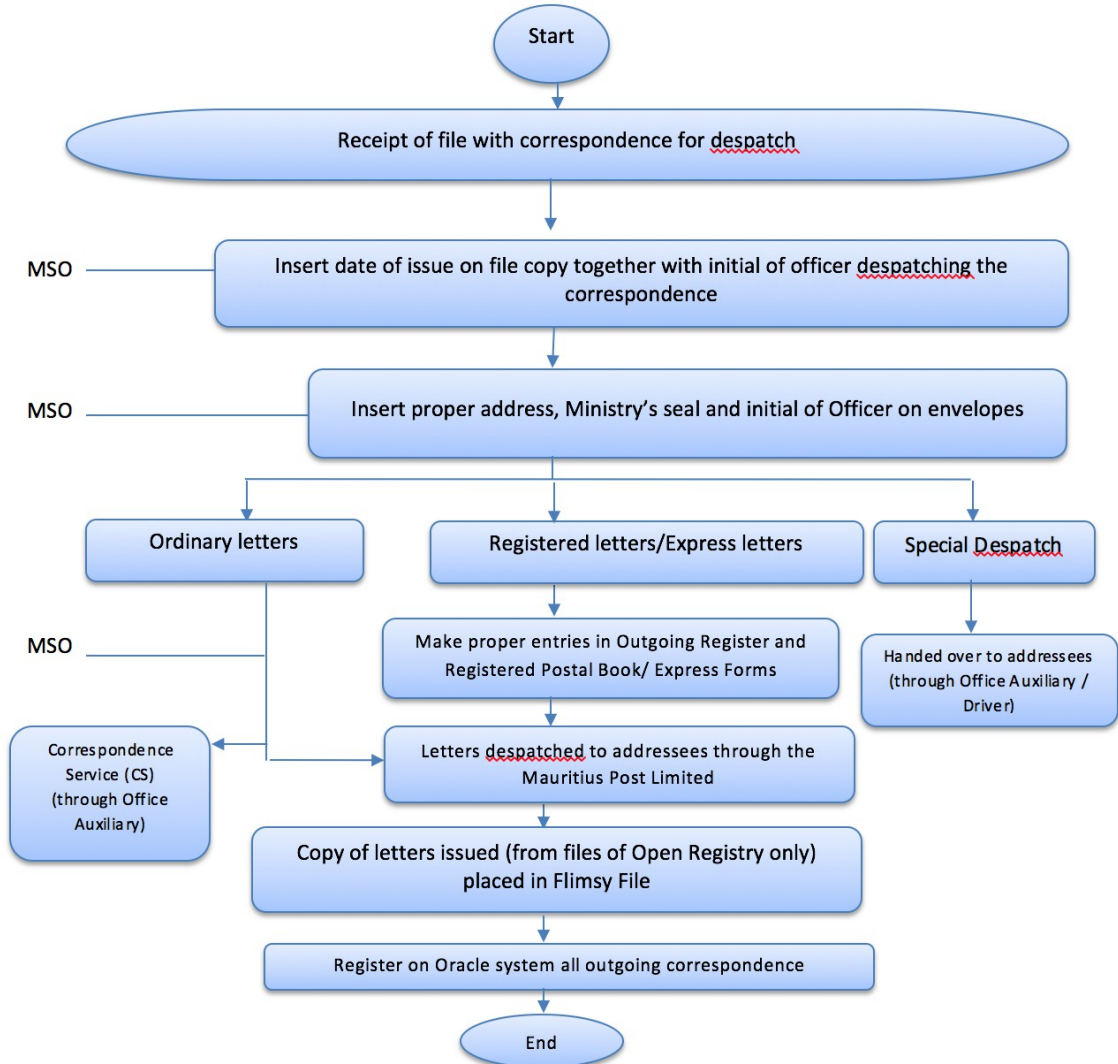 Start
Receipt of file with correspondence for despatch
MSO
Insert date of issue on file copy together with initial of officer despatching the
correspondence
MSO
Insert proper address, Ministry's seal and initial of Officer on envelopes
Ordinary letters
Registered letters/Express letters
Special Despatch
MSO
Make proper entries in Outgoing Register and
Registered Postal Book/ Express Forms
Handed over to addressees
(through Office Auxiliary /
Driver)
Correspondence
Service (CS)
(through Office
Auxiliary)
Letters despatched to addressees through the
Mauritius Post Limited
Copy of letters issued (from files of Open Registry only)
placed in Flimsy File
Register on Oracle system all outgoing correspondence
End